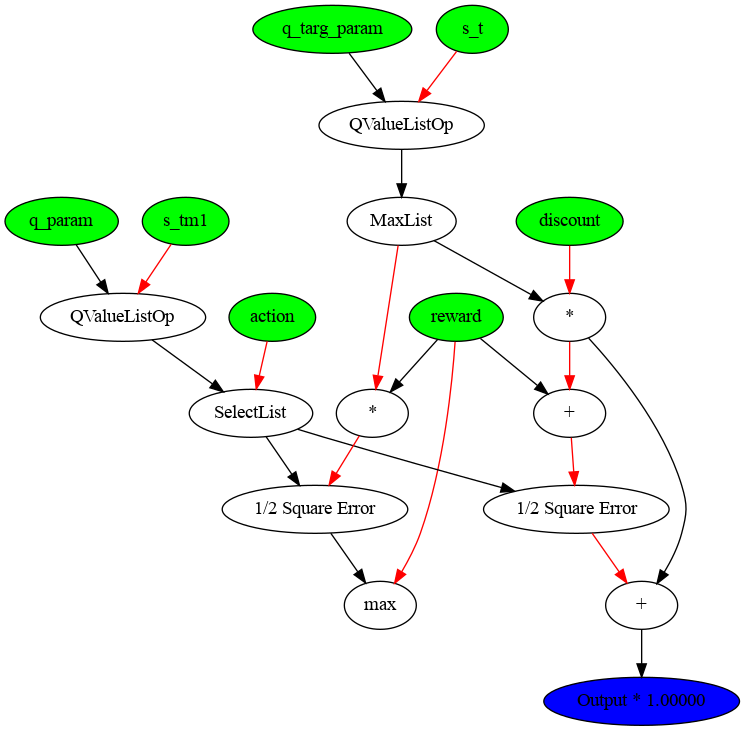 q_targ_param
s_t
QValueListOp
q_param
s_tm1
MaxList
discount
QValueListOp
action
reward
*
SelectList
*
+
1/2 Square Error
1/2 Square Error
max
+
Output * 1.00000